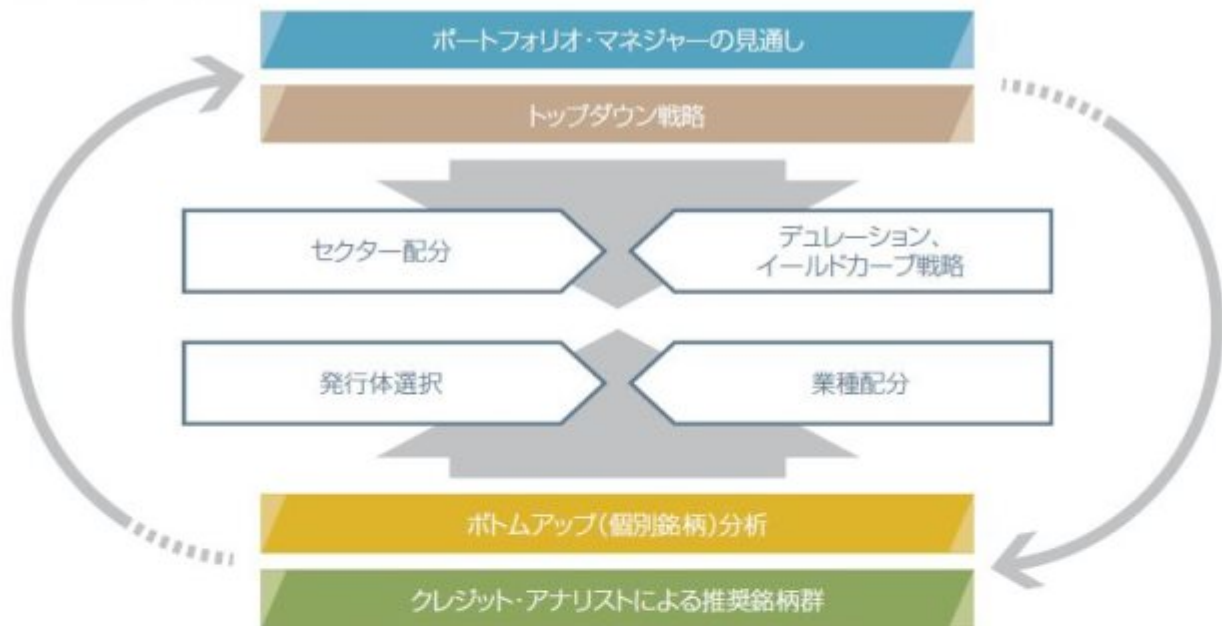 ポートフォリオ・マネジャーの見通し
トップダウン戦略
セクター配分
デュレーション、
イールドカーブ戦略
発行体選択
業種配分
ボトムアップ(個別銘柄)分析
クレジット・アナリストによる推奨銘柄群